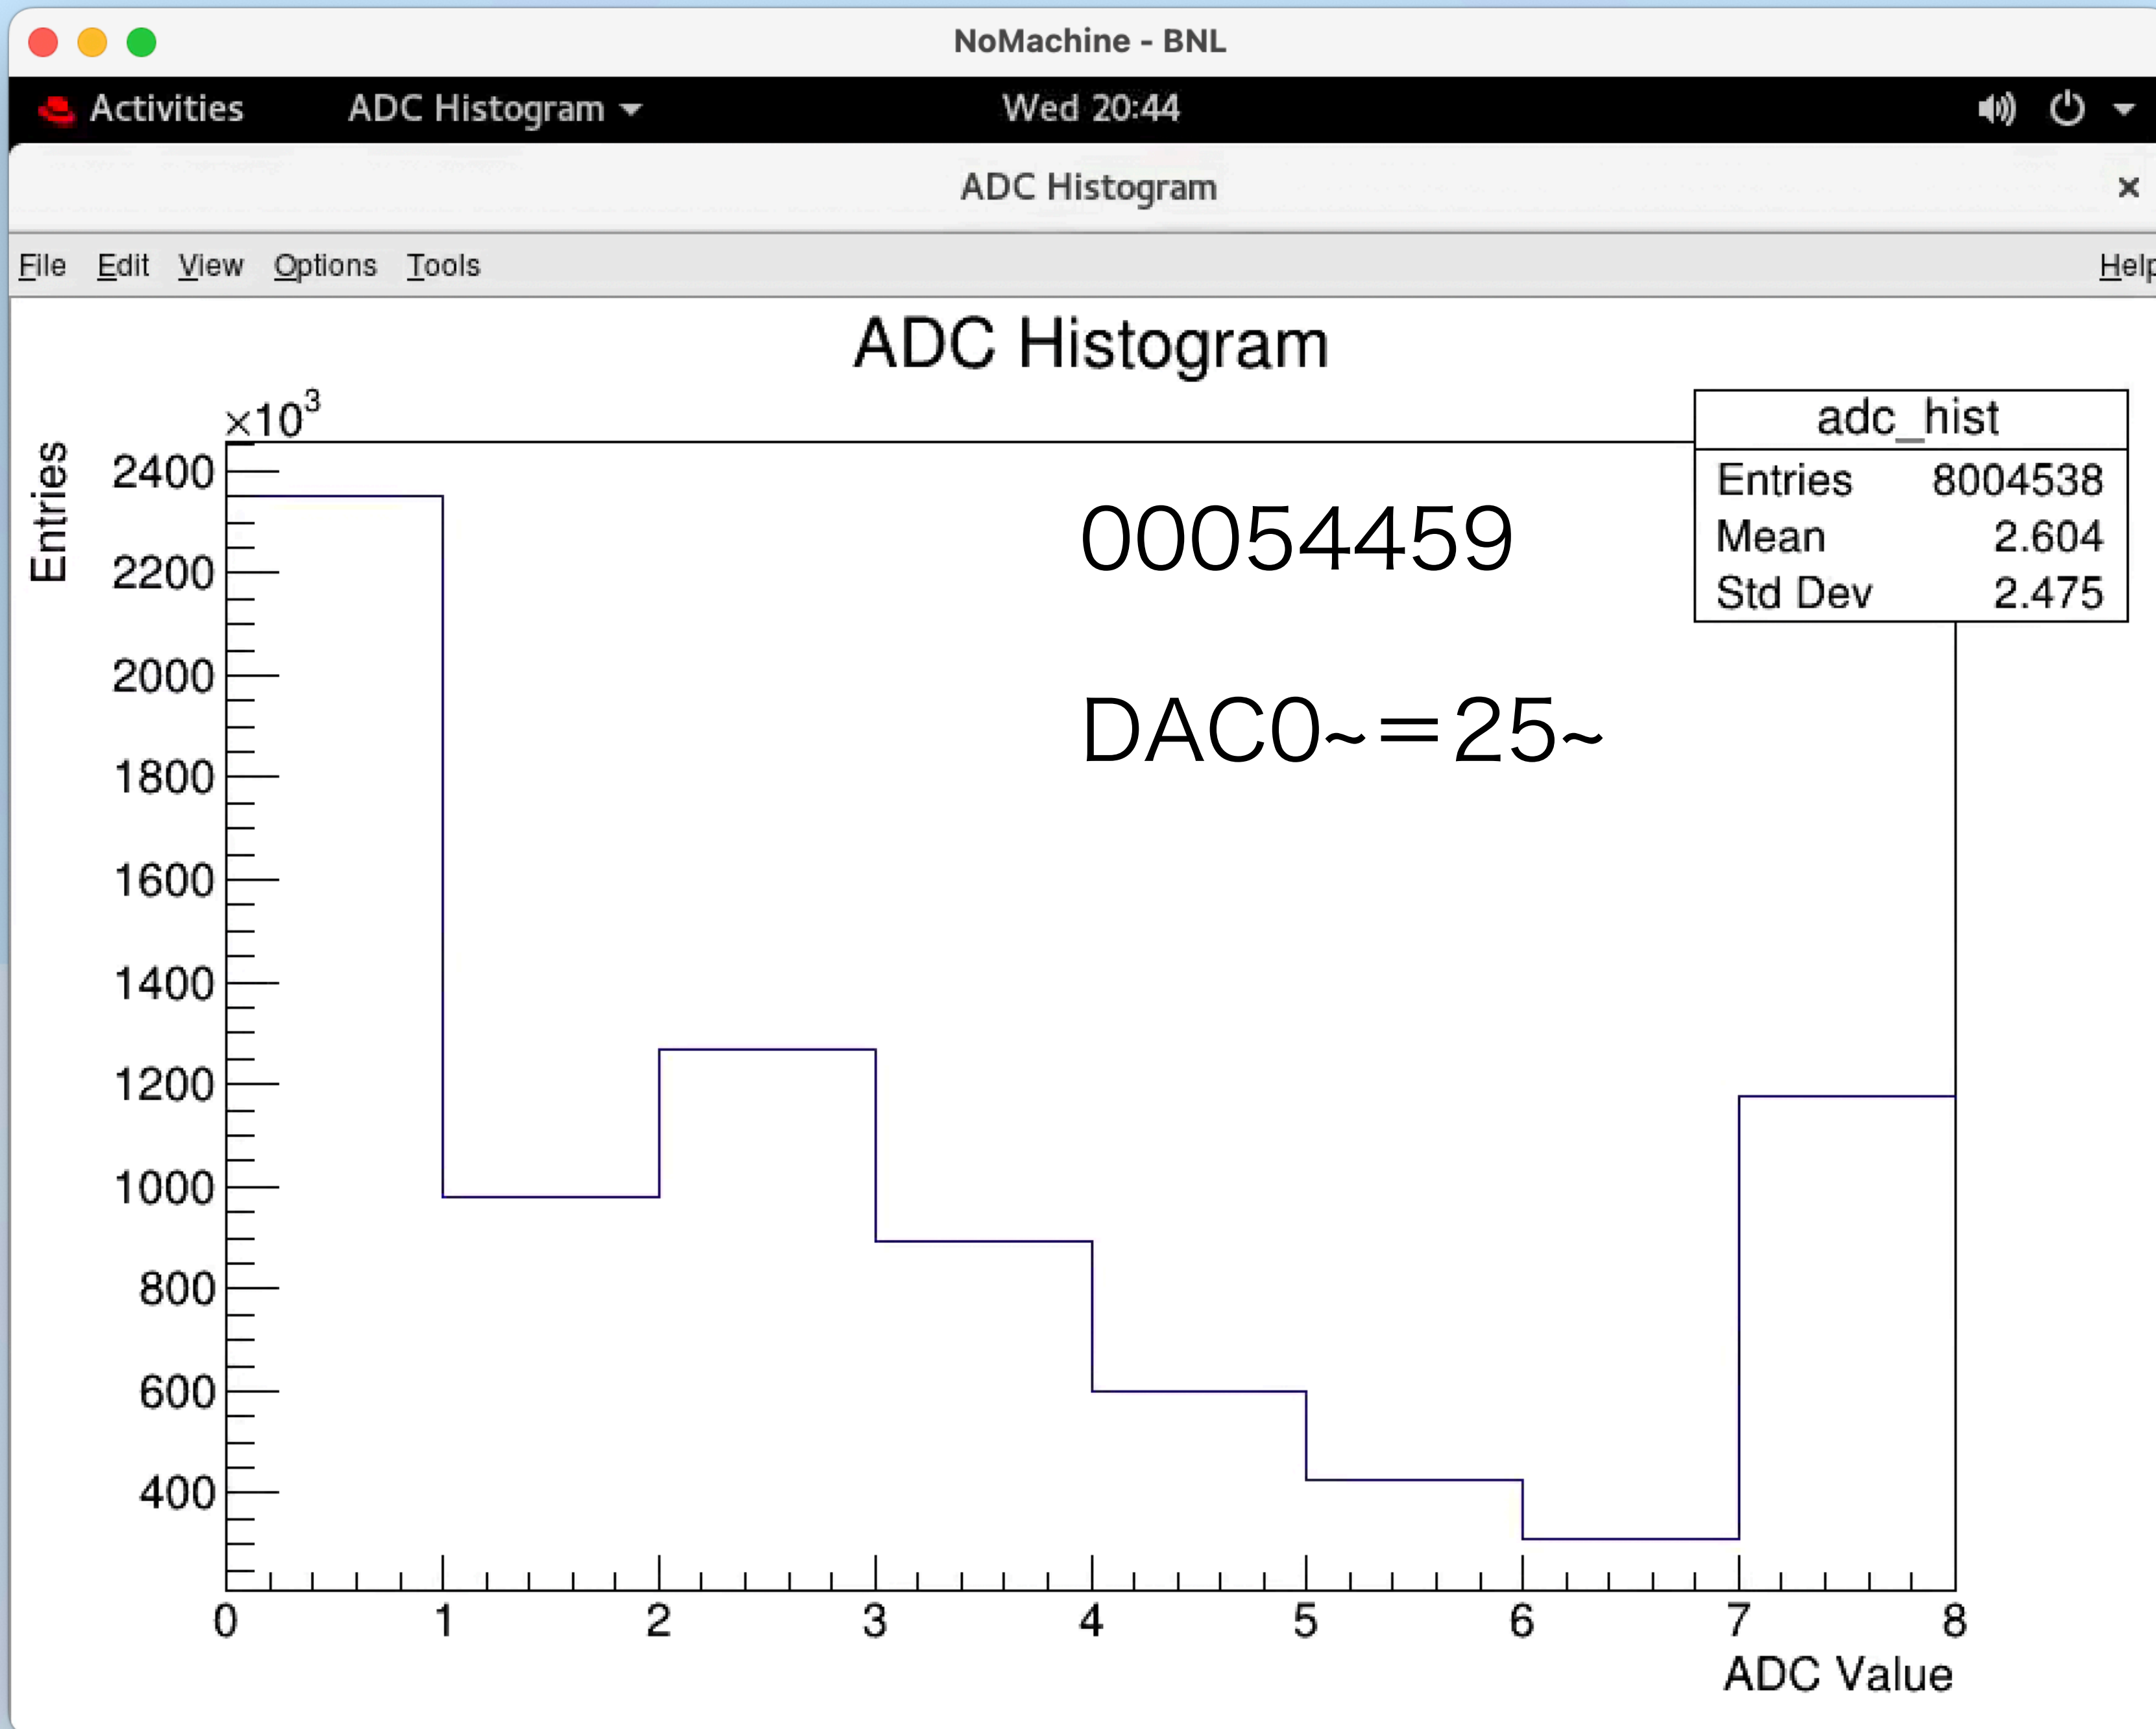 NoMachine - BNL
Activities ADC Histogram Wed 20:44
ADC Histogram
File Edit View Options Tools Help
ADC Histogram
×10³
Entries
adc_hist
Entries 8004538
Mean 2.604
Std Dev 2.475
00054459
DAC0~=25~
2400
2200
2000
1800
1600
1400
1200
1000
800
600
400
0 1 2 3 4 5 6 7 8
ADC Value